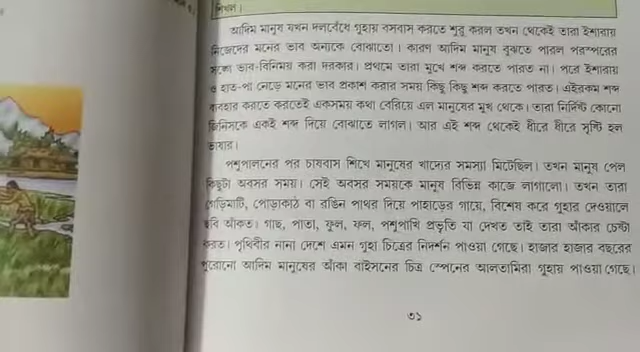 শিখল।
আদিম মানুষ যখন দলবেঁধে গুহায় বসবাস করতে শুরু করল তখন থেকেই তারা ইশারায়
নিজেদের মনের ভাব অন্যকে বোঝাতো। কারণ আদিম মানুষ বুঝতে পারল পরস্পরের
সঙ্গে ভাব-বিনিময় করা দরকার। প্রথমে তারা মুখে শব্দ করতে পারত না। পরে ইশারায়
ও হাত-পা নেড়ে মনের ভাব প্রকাশ করার সময় কিছু কিছু শব্দ করতে পারত। এইরকম শব্দ
ব্যবহার করতে করতেই একসময় কথা বেরিয়ে এল মানুষের মুখ থেকে। তারা নির্দিষ্ট কোনো
জিনিসকে একই শব্দ দিয়ে বোঝাতে লাগল। আর এই শব্দ থেকেই ধীরে ধীরে সৃষ্টি হল
ভাষার।
পশুপালনের পর চাষবাস শিখে মানুষের খাদ্যের সমস্যা মিটেছিল। তখন মানুষ পেল
কিছুটা অবসর সময়। সেই অবসর সময়কে মানুষ বিভিন্ন কাজে লাগালো। তখন তারা
গেড়িমাটি, পোড়াকাঠ বা রঙিন পাথর দিয়ে পাহাড়ের গায়ে, বিশেষ করে গুহার দেওয়ালে
ছবি আঁকত। গাছ, পাতা, ফুল, ফল, পশুপাখি প্রভৃতি যা দেখত তাই তারা আঁকার চেষ্টা
করত। পৃথিবীর নানা দেশে এমন গুহা চিত্রের নিদর্শন পাওয়া গেছে। হাজার হাজার বছরের
পুরোনো আদিম মানুষের আঁকা বাইসনের চিত্র স্পেনের আলতামিরা গুহায় পাওয়া গেছে।
৩১